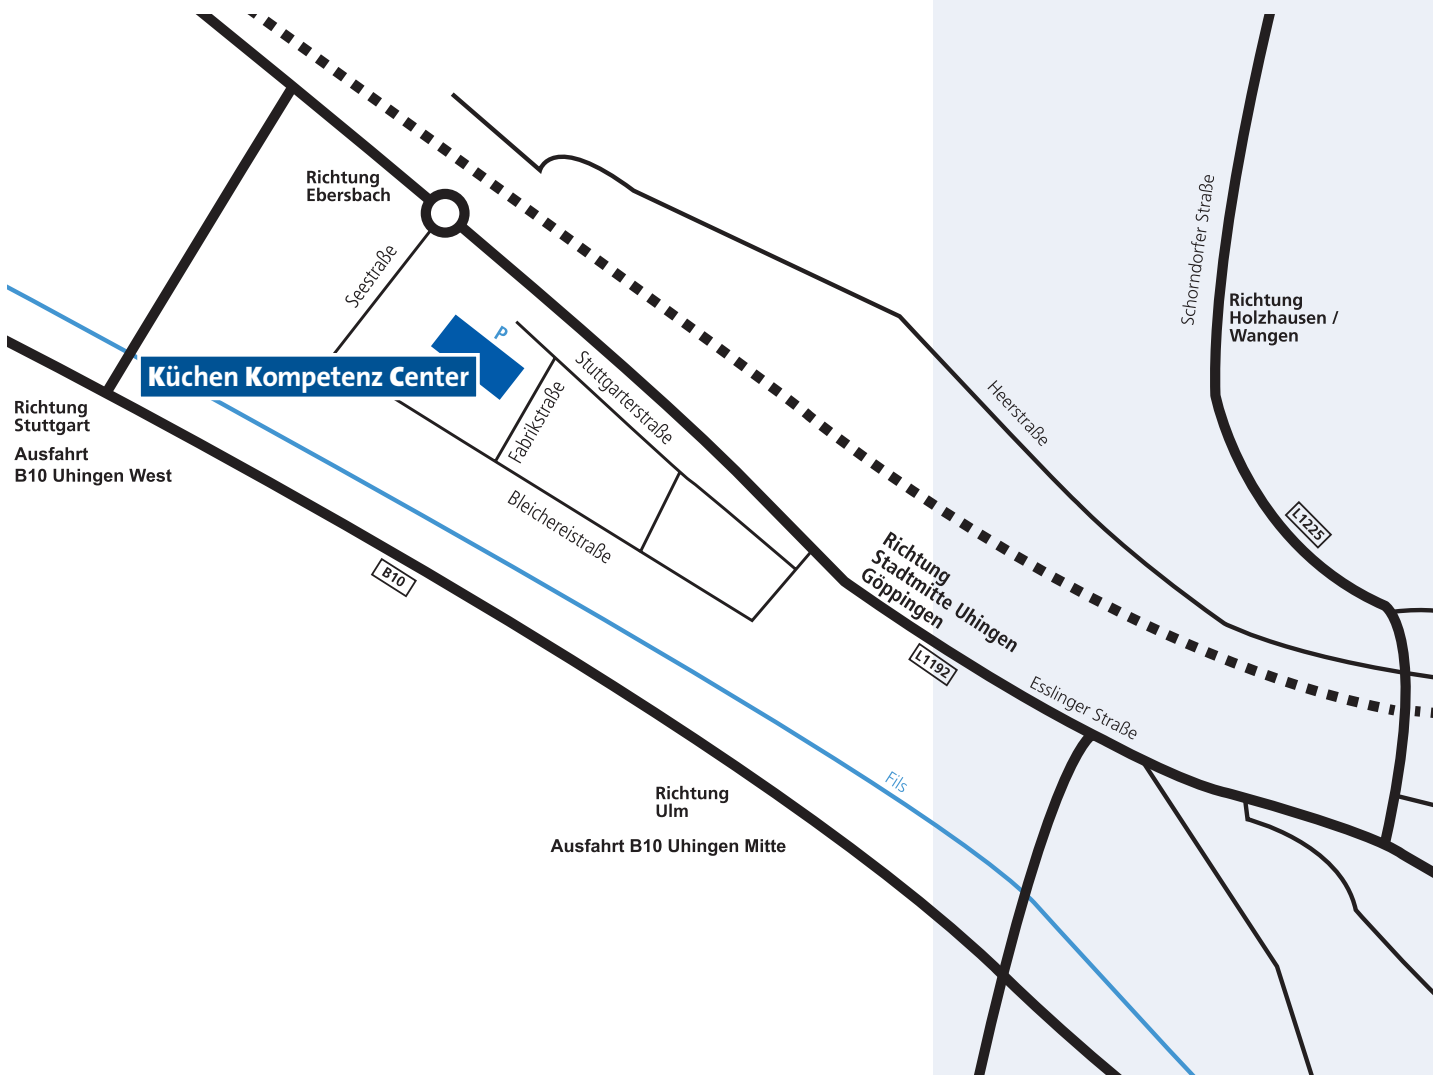 Richtung
Ebersbach
Seestraße
P
Küchen Kompetenz Center
Stuttgarterstraße
Fabrikstraße
Bleichereistraße
Richtung
Stuttgart
Ausfahrt
B10 Uhingen West
B10
Schorndorfer Straße
Richtung
Holzhausen /
Wangen
Heerstraße
L1225
Richtung
Stadtmitte Uhingen
Göppingen
L1192
Esslinger Straße
Fils
Richtung
Ulm
Ausfahrt B10 Uhingen Mitte